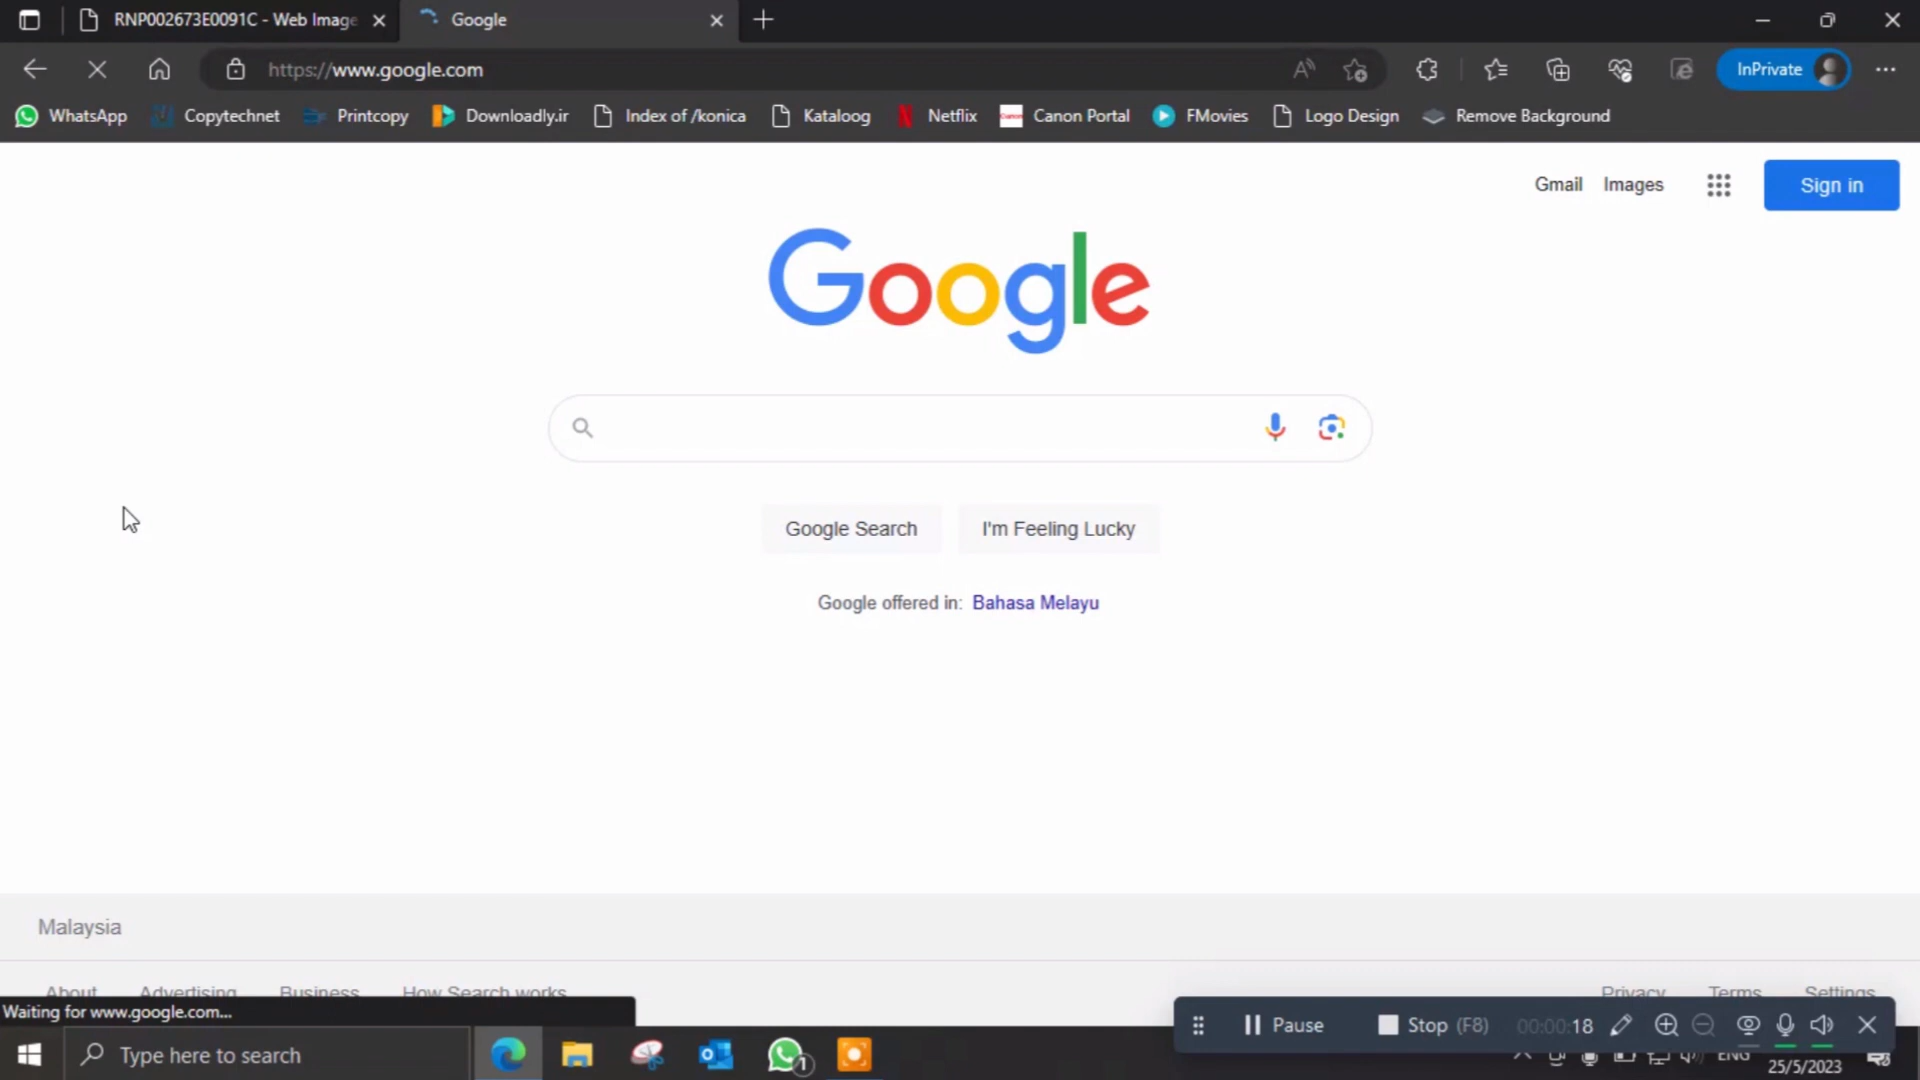 RNP002673E0091C - Web Image
Google
https://www.google.com
InPrivate
WhatsApp
Copytechnet
Printcopy
Downloadly.ir
Index of /konica
Kataloog
Netflix
Canon Portal
FMovies
Logo Design
Remove Background
Gmail
Images
Sign in
Google
Google Search
I'm Feeling Lucky
Google offered in: Bahasa Melayu
Malaysia
About
Advertising
Business
How Search works
Privacy
Terms
Settings
Waiting for www.google.com...
Pause
Stop (F8)
00:00:18
Type here to search
1
ENG
25/5/2023